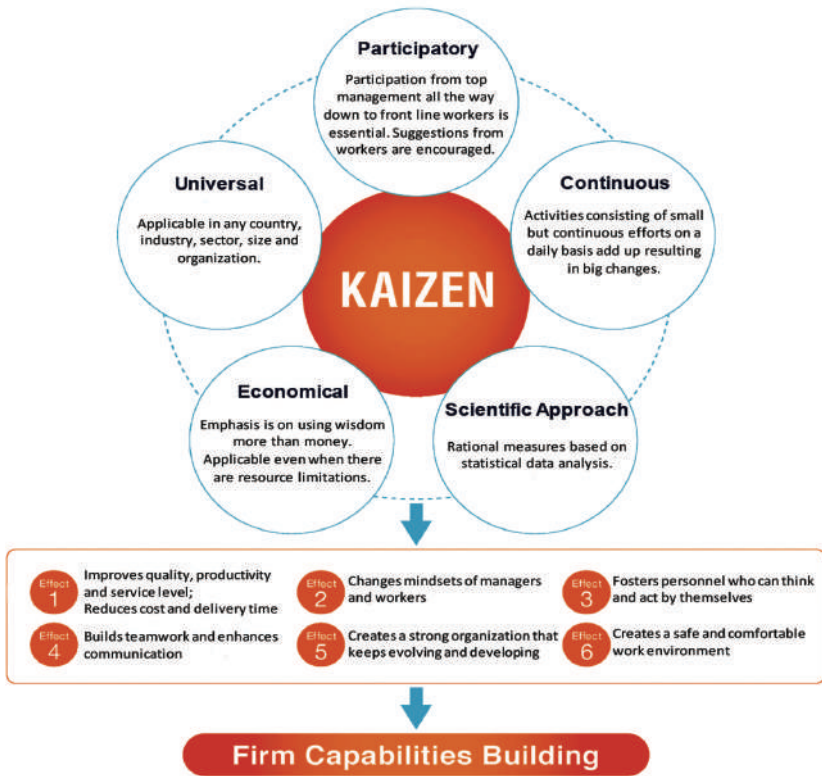 Participatory
Participation from top
management all the way
down to front line workers is
essential. Suggestions from
workers are encouraged.
Universal
Applicable in any country,
industry, sector, size and
organization.
Continuous
Activities consisting of small
but continuous efforts on a
daily basis add up resulting
in big changes.
KAIZEN
Economical
Emphasis is on using wisdom
more than money.
Applicable even when there
are resource limitations.
Scientific Approach
Rational measures based on
statistical data analysis.
Effect
1
Improves quality, productivity
and service level;
Reduces cost and delivery time
Effect
2
Changes mindsets of managers
and workers
Effect
3
Fosters personnel who can think
and act by themselves
Effect
4
Builds teamwork and enhances
communication
Effect
5
Creates a strong organization that
keeps evolving and developing
Effect
6
Creates a safe and comfortable
work environment
Firm Capabilities Building